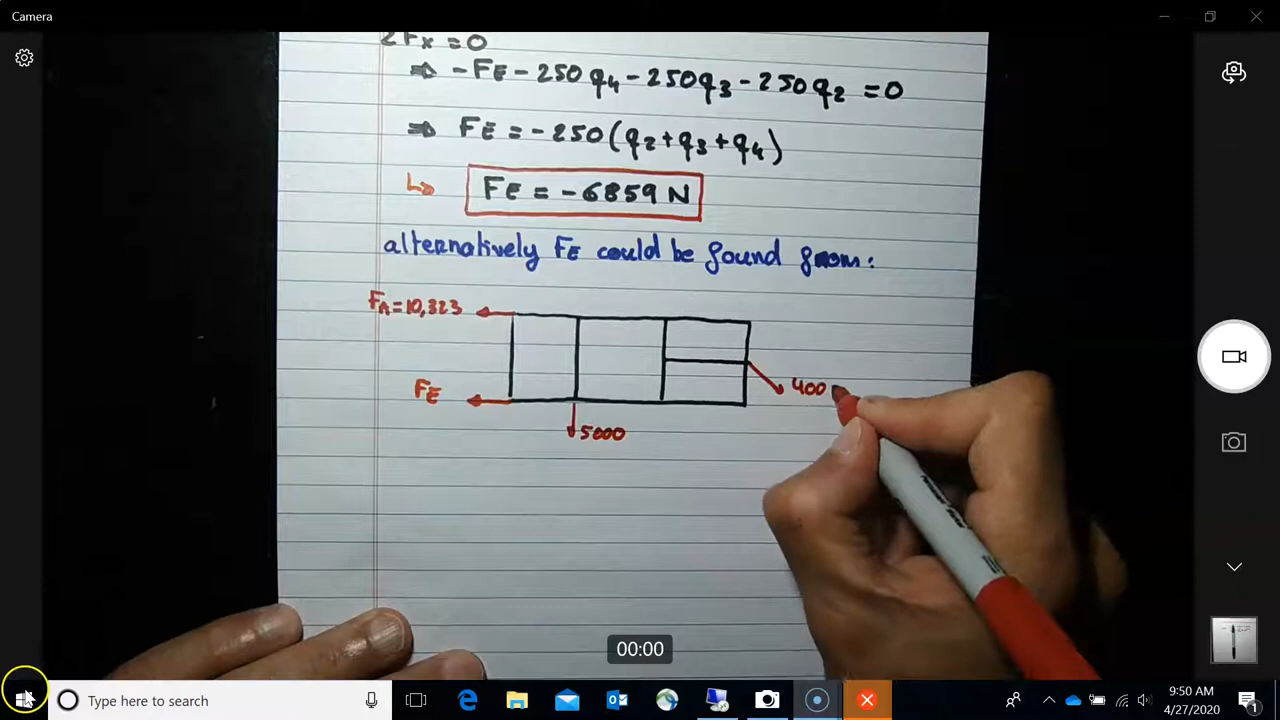 Camera
ΣFx = 0
⇒ -FE - 250 q4 - 250 q3 - 250 q2 = 0
⇒ FE = -250 (q2 + q3 + q4)
↳ FE = -6859 N
alternatively FE could be found from:
FA = 10,323
FE
400
5000
00:00
Type here to search
9:50 AM
4/27/2020
1